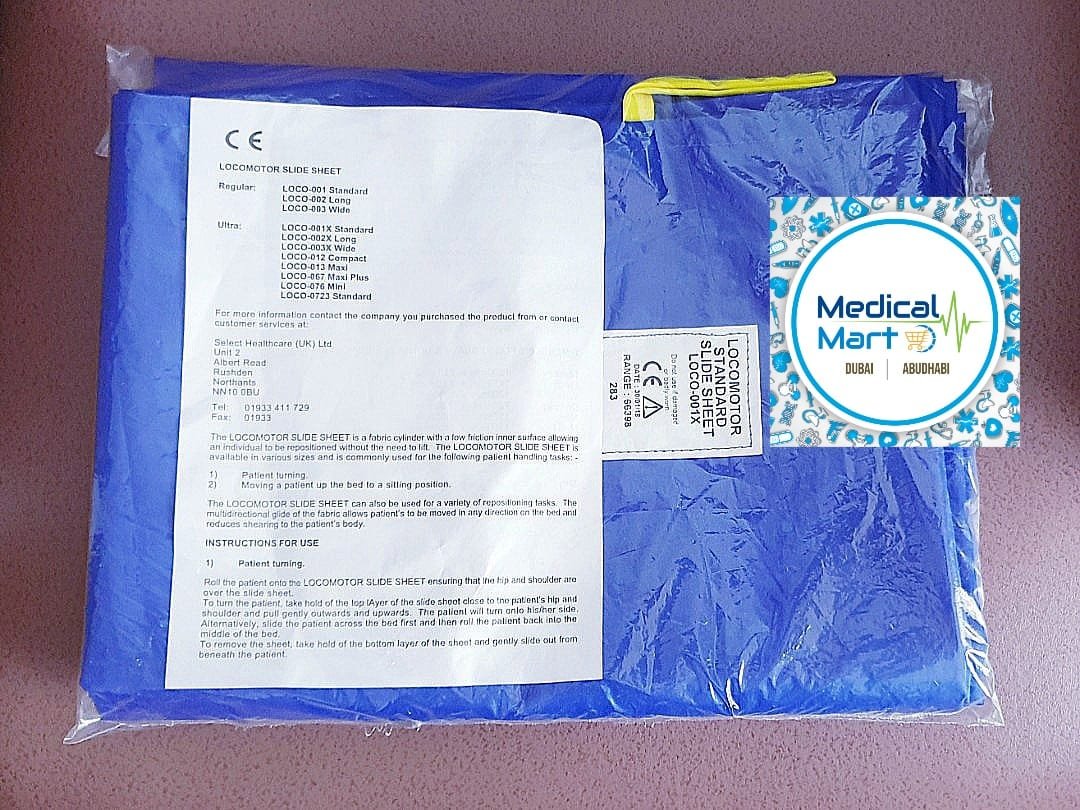 CE
LOCOMOTOR SLIDE SHEET
Regular: LOCO-001 Standard
LOCO-002 Long
LOCO-003 Wide
Ultra: LOCO-001X Standard
LOCO-002X Long
LOCO-003X Wide
LOCO-012 Compact
LOCO-013 Maxi
LOCO-067 Maxi Plus
LOCO-076 Mini
LOCO-0723 Standard
For more information contact the company you purchased the product from or contact
customer services at:
Select Healthcare (UK) Ltd
Unit 2
Albert Road
Rushden
Northants
NN10 0BU
Tel: 01933 411 729
Fax: 01933
The LOCOMOTOR SLIDE SHEET is a fabric cylinder with a low friction inner surface allowing
an individual to be repositioned without the need to lift. The LOCOMOTOR SLIDE SHEET is
available in various sizes and is commonly used for the following patient handling tasks: -
1) Patient turning.
2) Moving a patient up the bed to a sitting position.
The LOCOMOTOR SLIDE SHEET can also be used for a variety of repositioning tasks. The
multidirectional glide of the fabric allows patient's to be moved in any direction on the bed and
reduces shearing to the patient's body.
INSTRUCTIONS FOR USE
1) Patient turning.
Roll the patient onto the LOCOMOTOR SLIDE SHEET ensuring that the hip and shoulder are
over the slide sheet.
To turn the patient, take hold of the top lAyer of the slide sheet close to the patient's hip and
shoulder and pull gently outwards and upwards. The patient will turn onto his/her side.
Alternatively, slide the patient across the bed first and then roll the patient back into the
middle of the bed.
To remove the sheet, take hold of the bottom layer of the sheet and gently slide out from
beneath the patient.
LOCOMOTOR
STANDARD
SLIDE SHEET
LOCO-001X
Do not use if damaged
or badly worn
CE
DATE : 30/01/18
RANGE : 66398
283
Medical
Mart
DUBAI | ABUDHABI